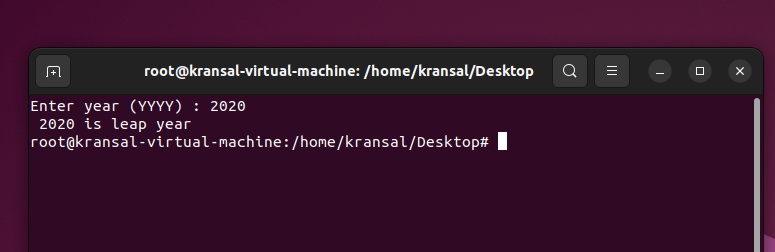 root@kransal-virtual-machine: /home/kransal/Desktop
Enter year (YYYY) : 2020
 2020 is leap year
root@kransal-virtual-machine:/home/kransal/Desktop#